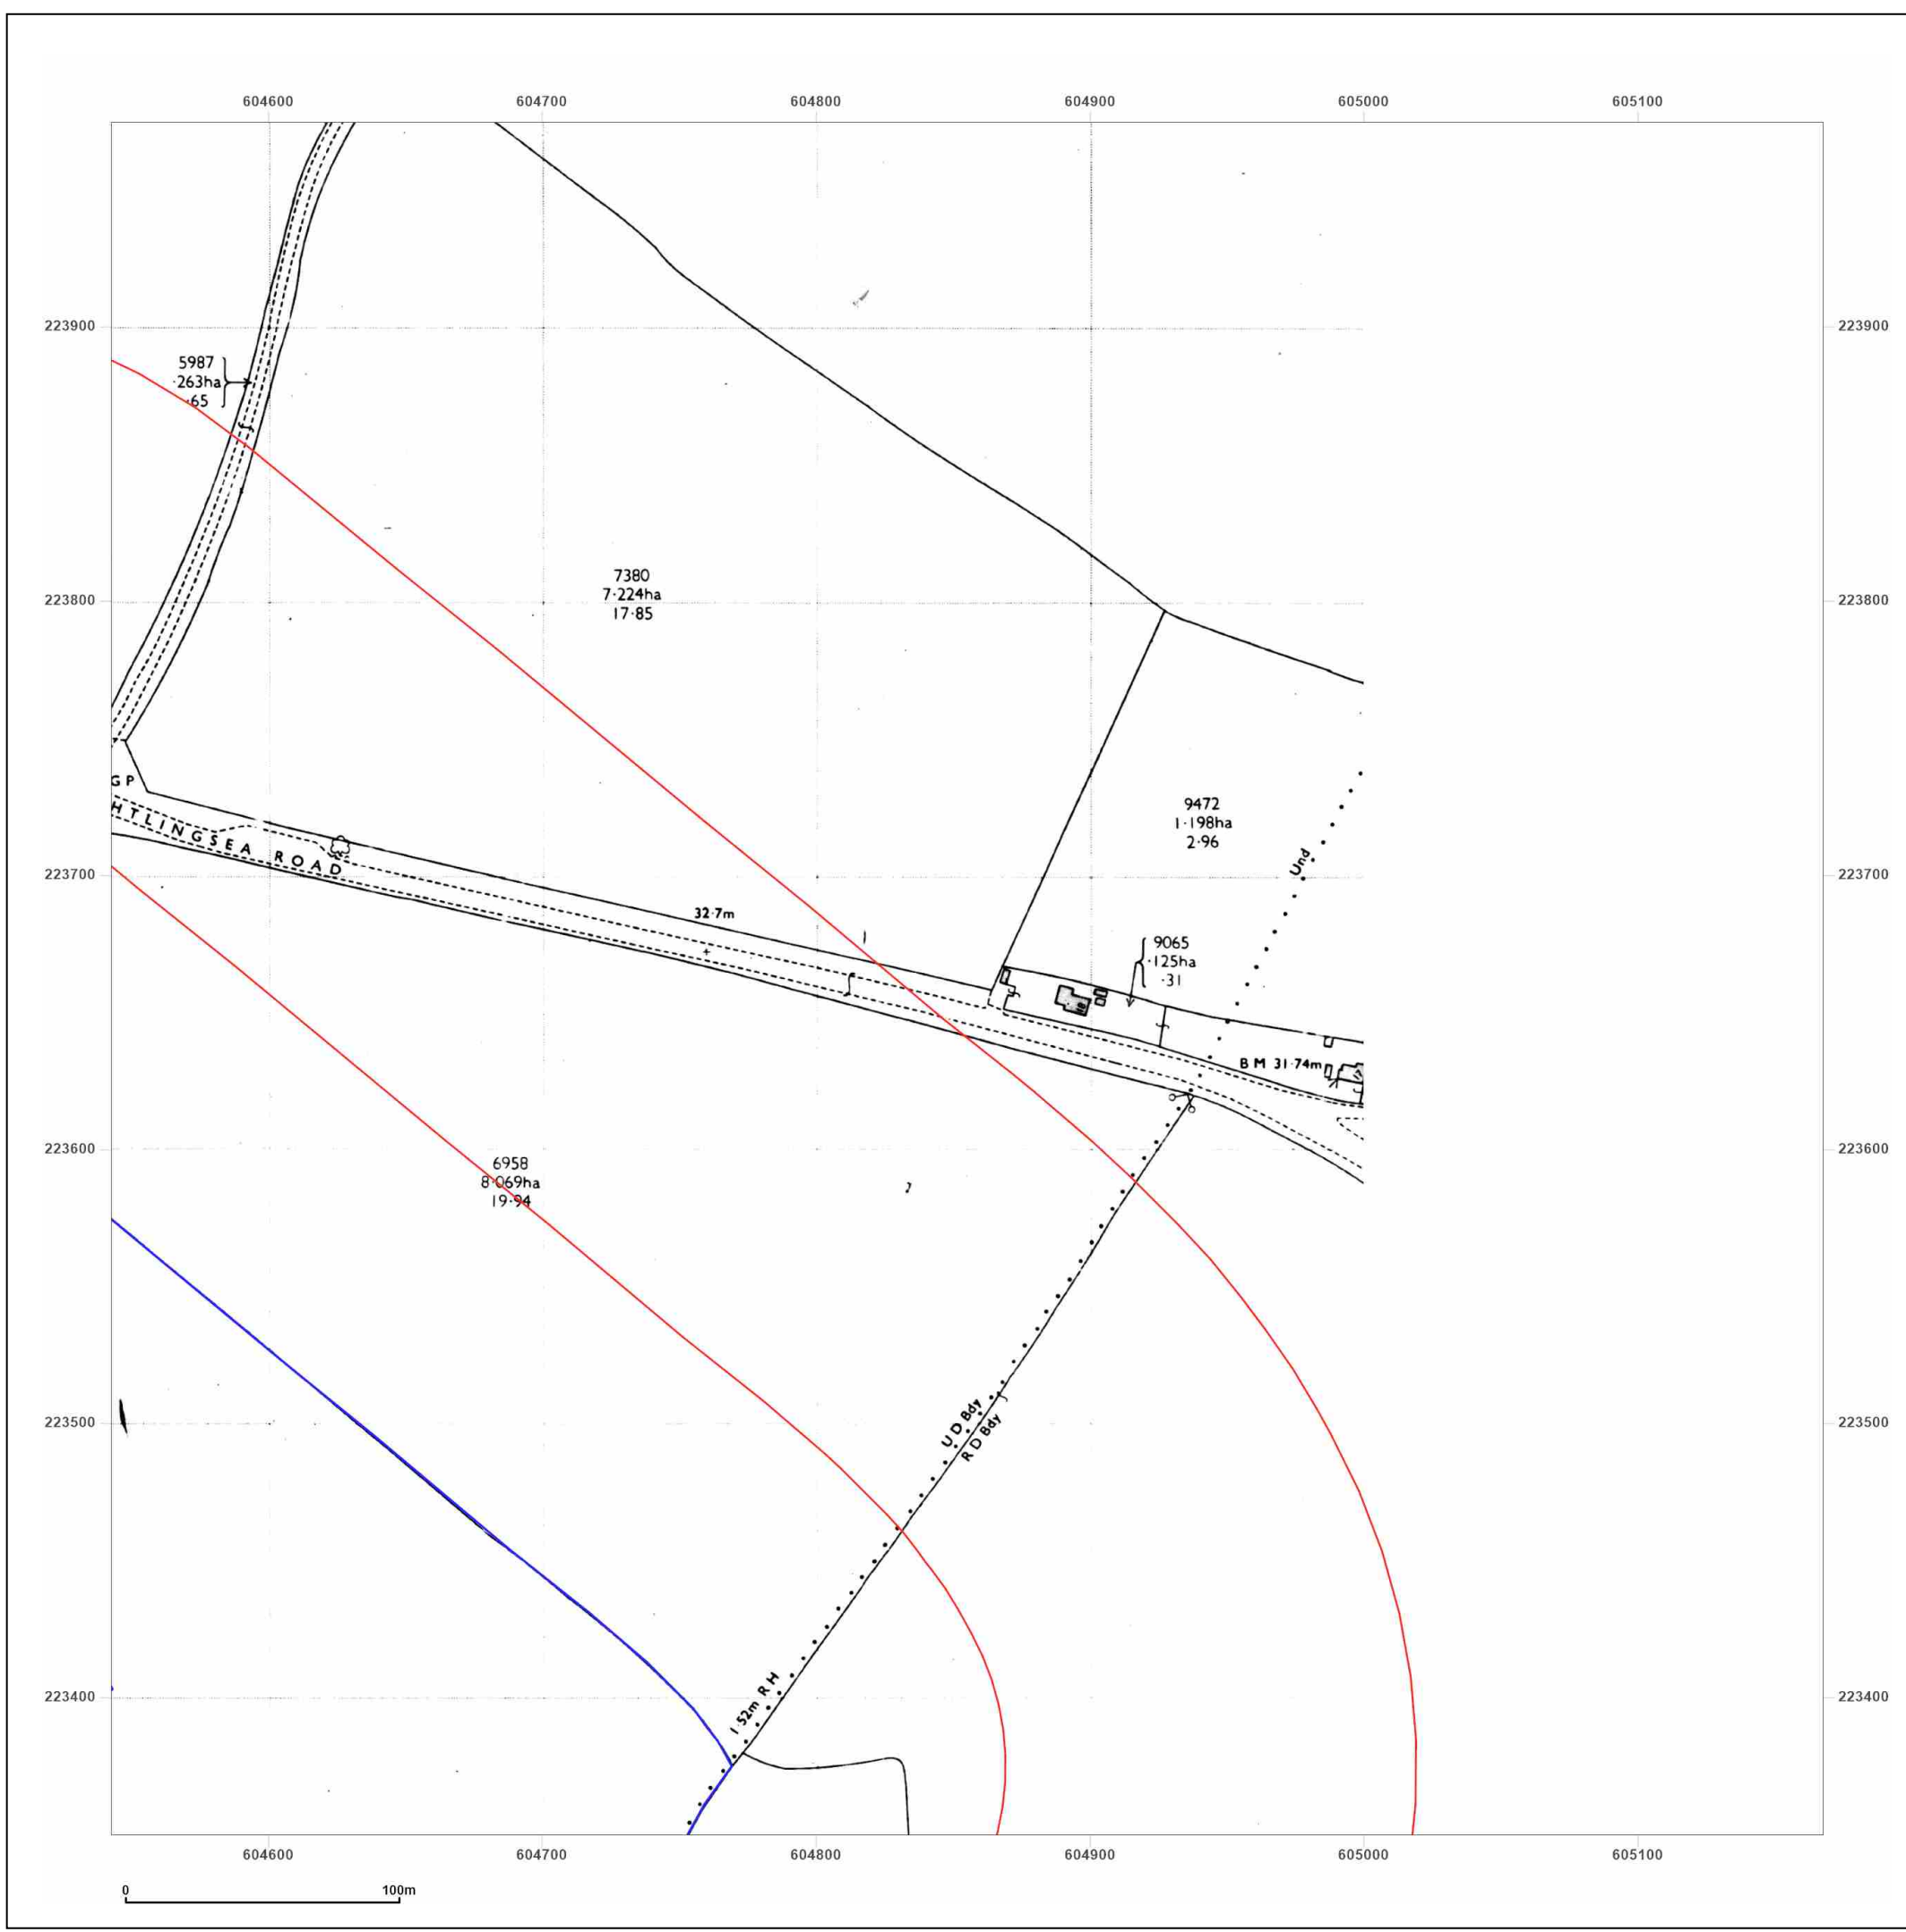 604600 604700 604800 604900 605000 605100
223900 223900
5987
·263ha
·65
7380
7·224ha
17·85
223800 223800
GP
HTLINGSEA ROAD
9472
1·198ha
2·96
Und
223700 223700
32·7m
9065
·125ha
·31
BM 31·74m
223600 223600
6958
8·069ha
19·94
U D Bdy
R D Bdy
223500 223500
1·52m RH
223400 223400
604600 604700 604800 604900 605000 605100
0 100m